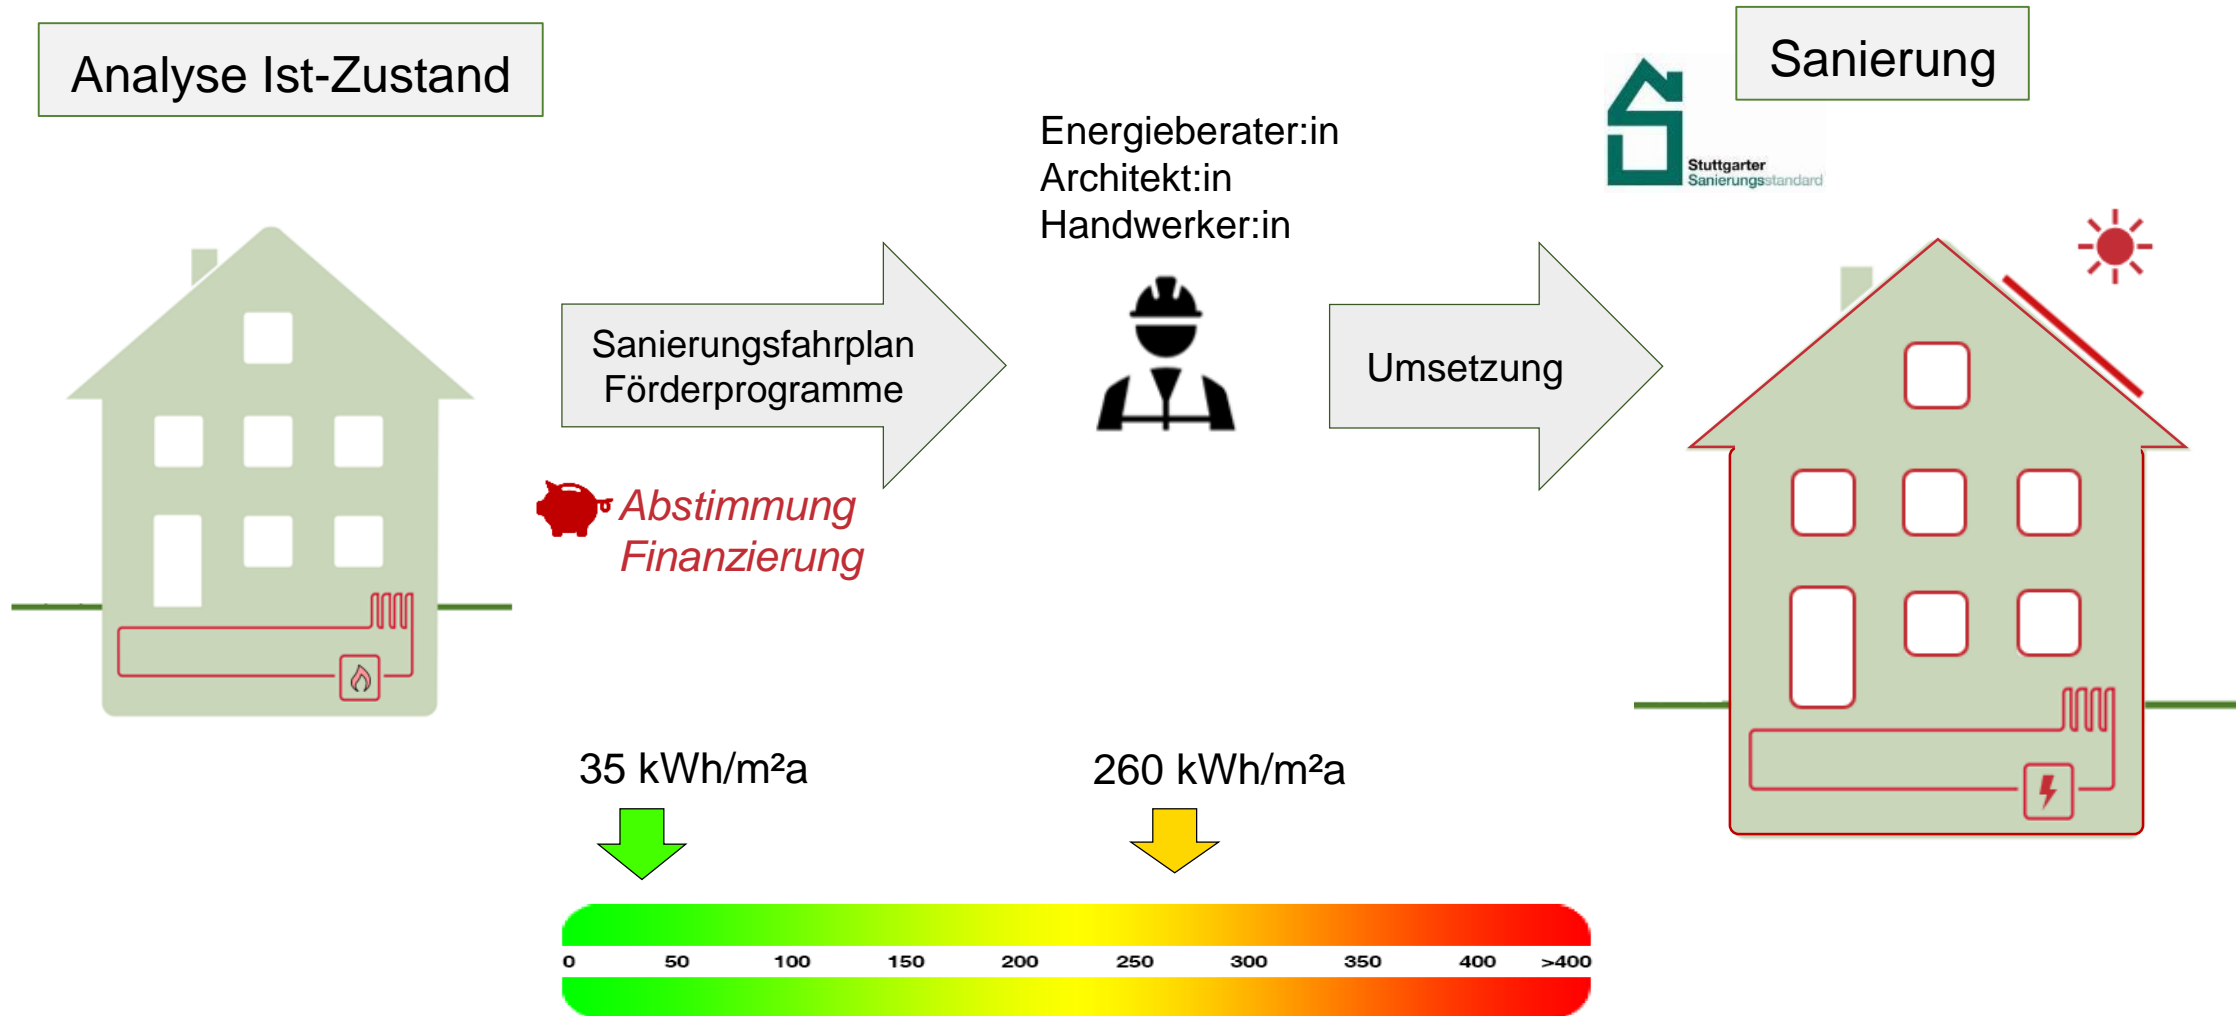 Analyse Ist-Zustand
Sanierung
Stuttgarter
Sanierungsstandard
Energieberater:in
Architekt:in
Handwerker:in
Sanierungsfahrplan
Förderprogramme
Umsetzung
Abstimmung
Finanzierung
35 kWh/m²a
260 kWh/m²a
0 50 100 150 200 250 300 350 400 >400